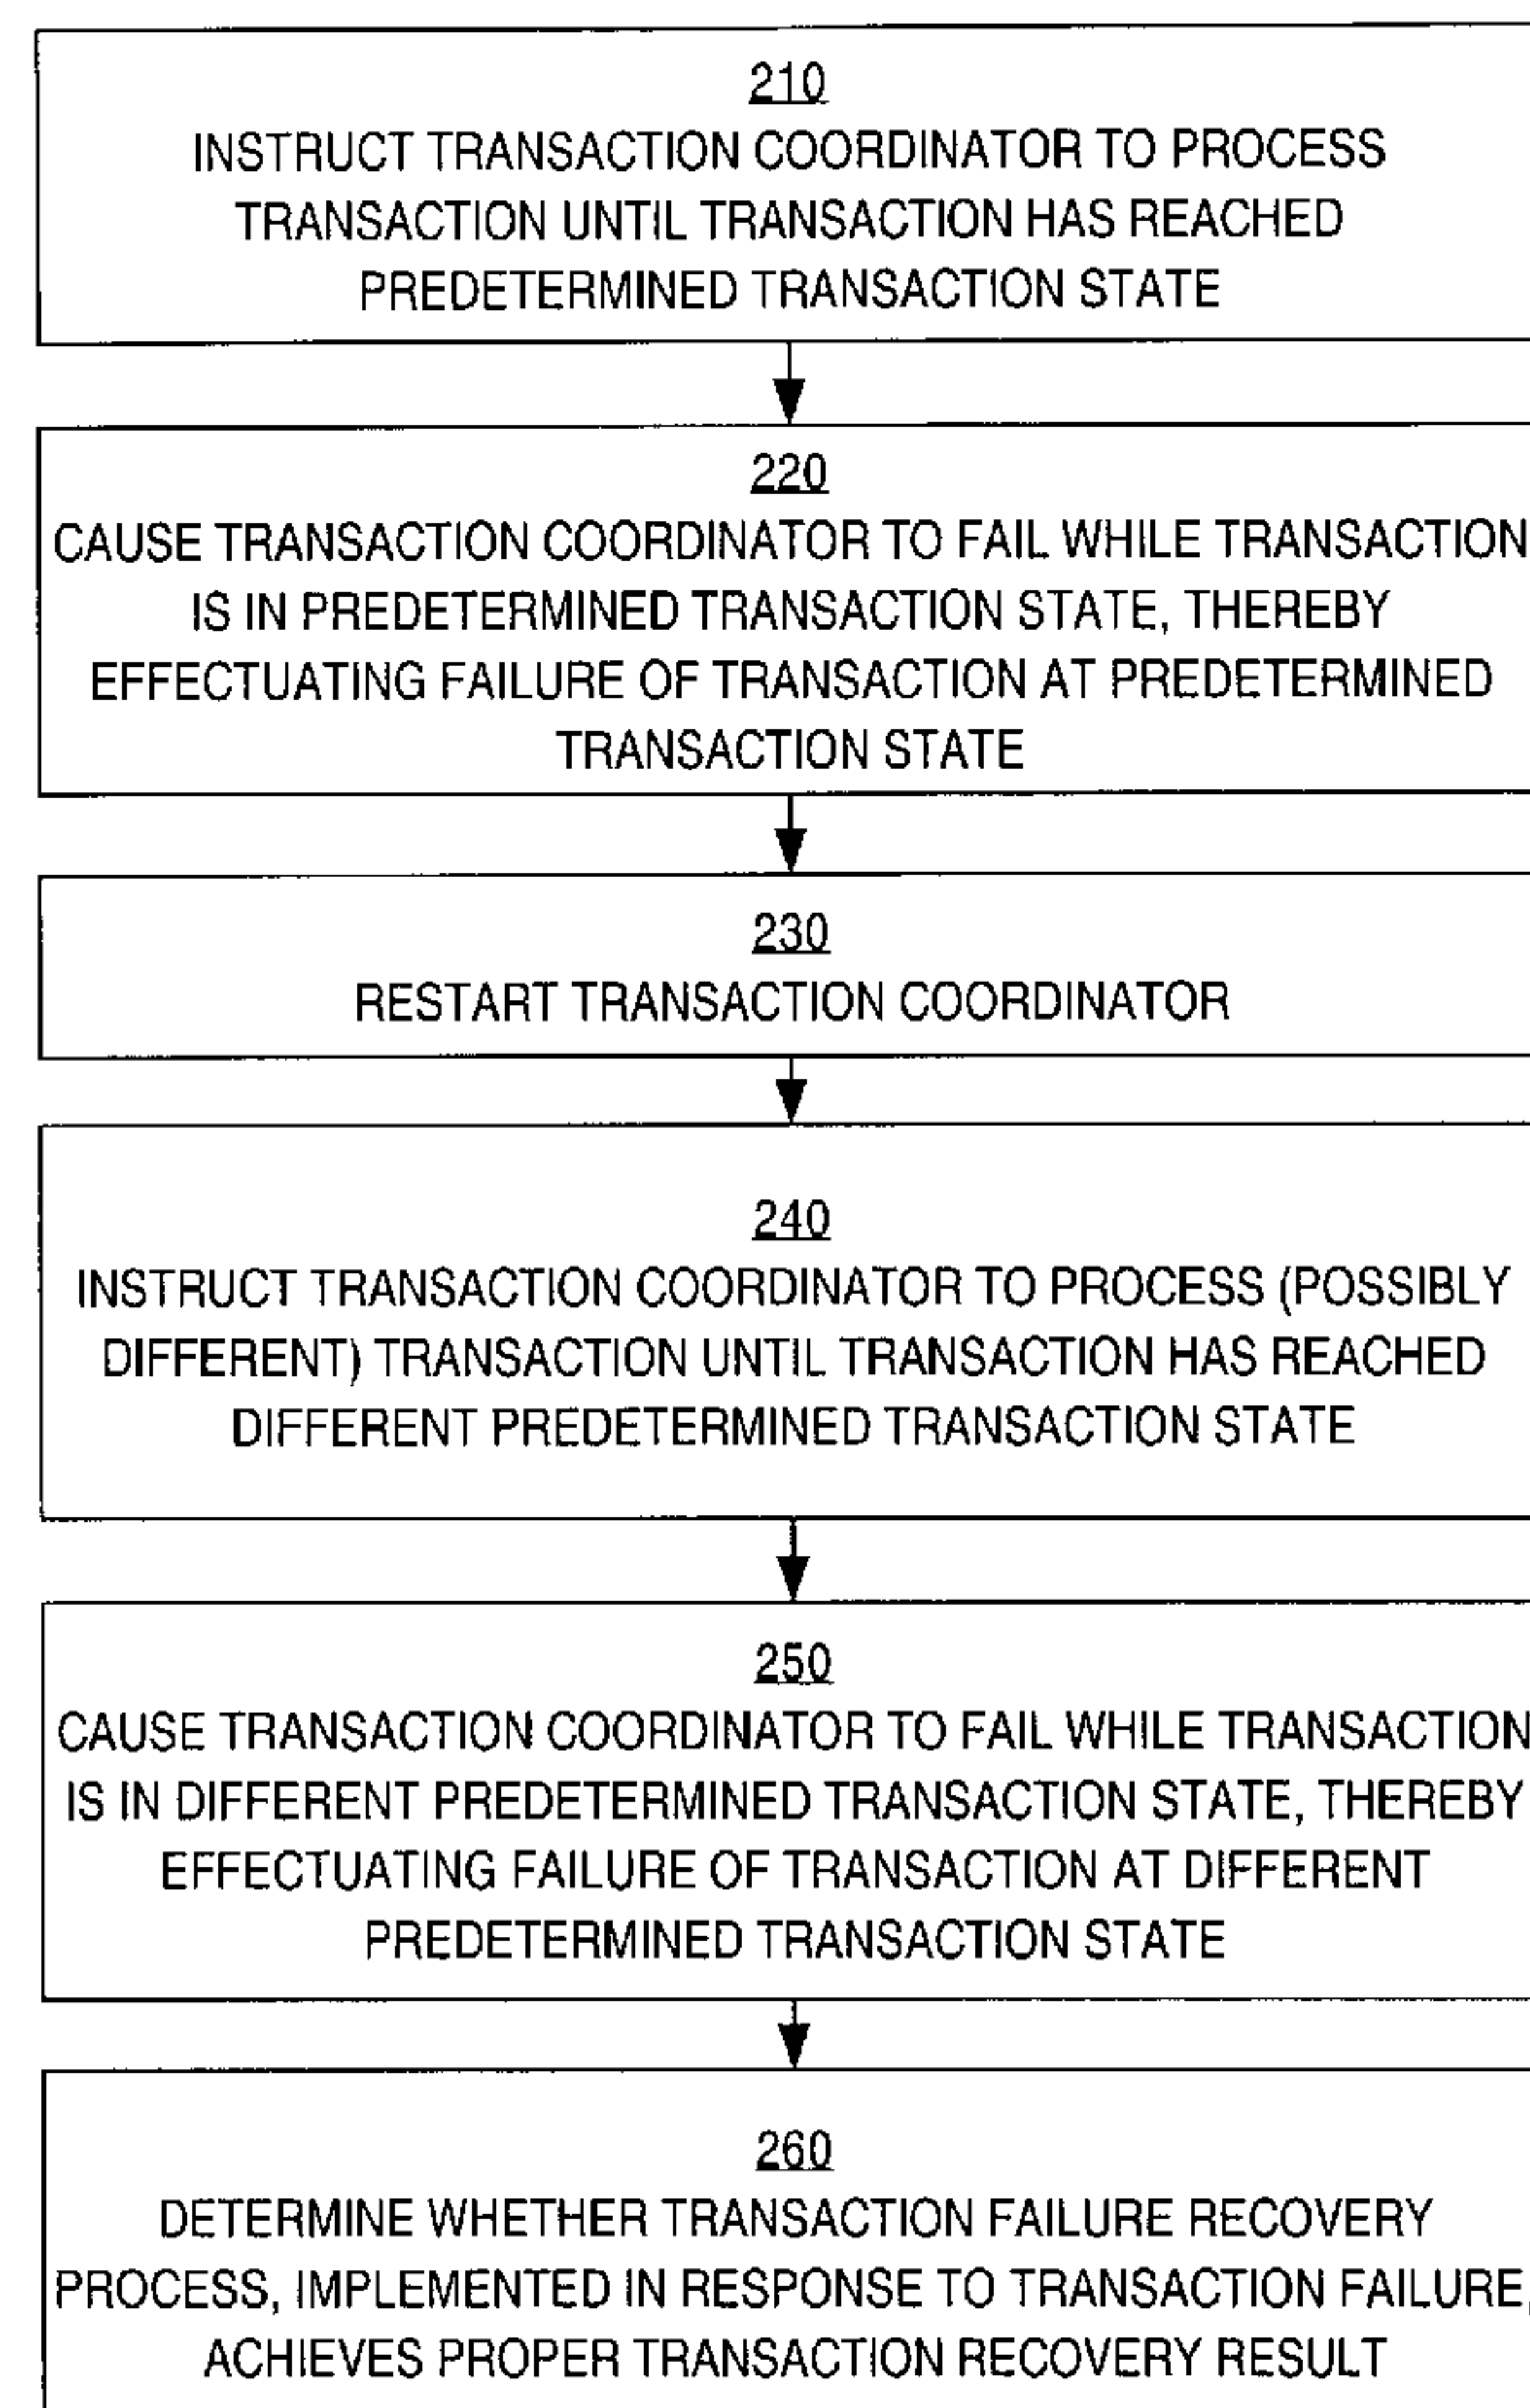 210
INSTRUCT TRANSACTION COORDINATOR TO PROCESS
TRANSACTION UNTIL TRANSACTION HAS REACHED
PREDETERMINED TRANSACTION STATE
220
CAUSE TRANSACTION COORDINATOR TO FAIL WHILE TRANSACTION
IS IN PREDETERMINED TRANSACTION STATE, THEREBY
EFFECTUATING FAILURE OF TRANSACTION AT PREDETERMINED
TRANSACTION STATE
230
RESTART TRANSACTION COORDINATOR
240
INSTRUCT TRANSACTION COORDINATOR TO PROCESS (POSSIBLY
DIFFERENT) TRANSACTION UNTIL TRANSACTION HAS REACHED
DIFFERENT PREDETERMINED TRANSACTION STATE
250
CAUSE TRANSACTION COORDINATOR TO FAIL WHILE TRANSACTION
IS IN DIFFERENT PREDETERMINED TRANSACTION STATE, THEREBY
EFFECTUATING FAILURE OF TRANSACTION AT DIFFERENT
PREDETERMINED TRANSACTION STATE
260
DETERMINE WHETHER TRANSACTION FAILURE RECOVERY
PROCESS, IMPLEMENTED IN RESPONSE TO TRANSACTION FAILURE,
ACHIEVES PROPER TRANSACTION RECOVERY RESULT